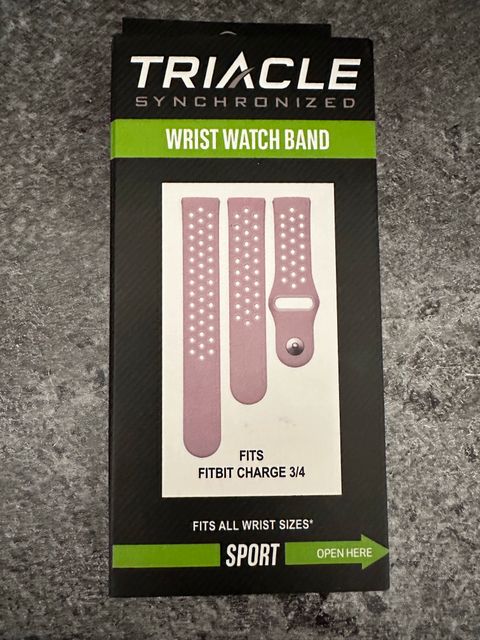 TRIACLE
SYNCHRONIZED
WRIST WATCH BAND
FITS
FITBIT CHARGE 3/4
FITS ALL WRIST SIZES*
SPORT
OPEN HERE